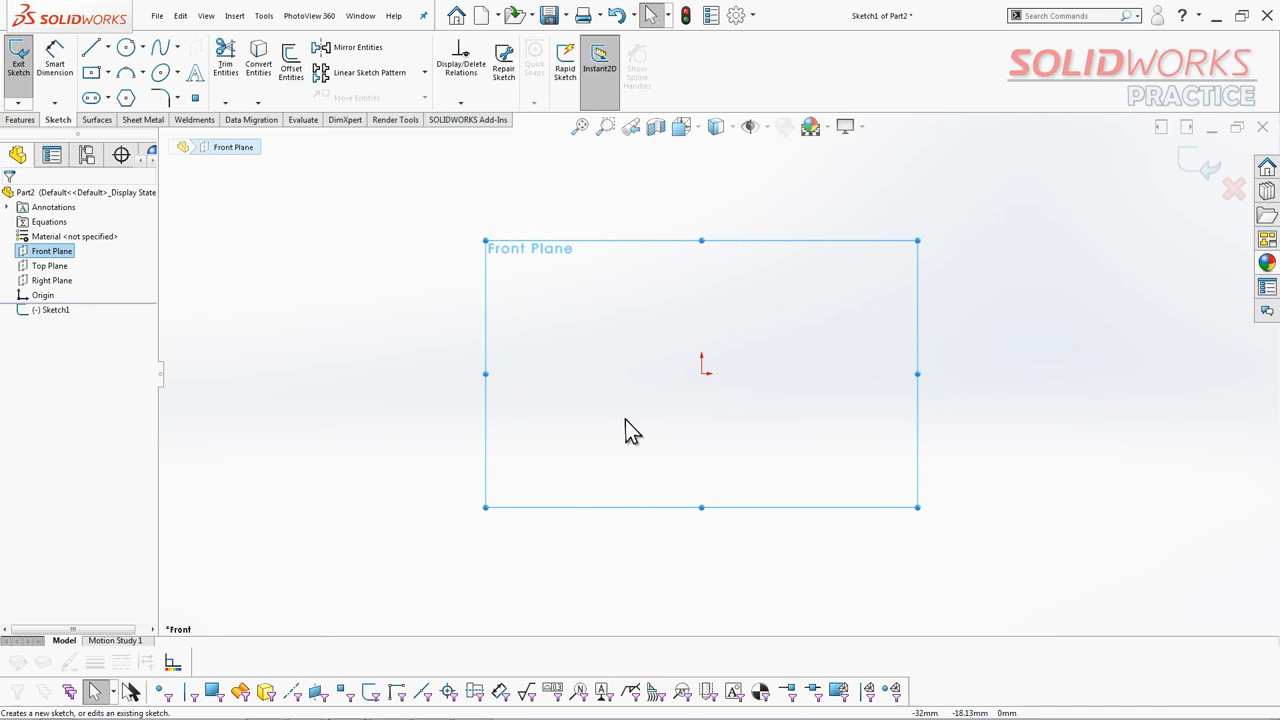 SOLIDWORKS
File Edit View Insert Tools PhotoView 360 Window Help
Sketch1 of Part2 *
Search Commands
?
Exit Sketch
Smart Dimension
Trim Entities
Convert Entities
Offset Entities
Mirror Entities
Linear Sketch Pattern
Move Entities
Display/Delete Relations
Repair Sketch
Quick Snaps
Rapid Sketch
Instant2D
Show Spline Handles
SOLIDWORKS
PRACTICE
Features Sketch Surfaces Sheet Metal Weldments Data Migration Evaluate DimXpert Render Tools SOLIDWORKS Add-Ins
Front Plane
Part2 (Default<<Default>_Display State
Annotations
Equations
Material <not specified>
Front Plane
Top Plane
Right Plane
Origin
(-) Sketch1
Front Plane
*Front
Model Motion Study 1
Creates a new sketch, or edits an existing sketch.
-32mm -18.13mm 0mm